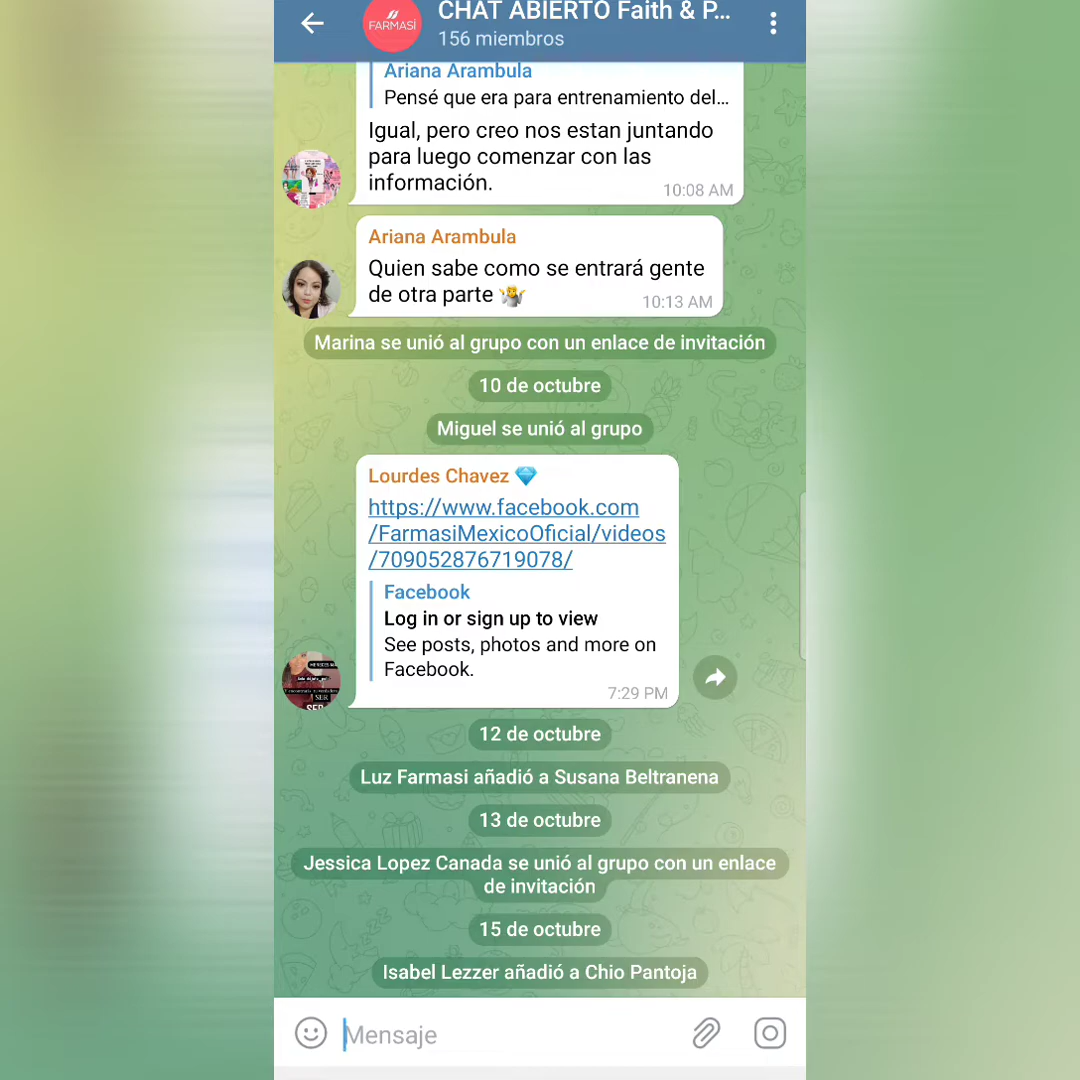 FARMASİ
CHAT ABIERTO Faith & P...
156 miembros
Ariana Arambula
Pensé que era para entrenamiento del...
Igual, pero creo nos estan juntando
para luego comenzar con las
información.
10:08 AM
Ariana Arambula
Quien sabe como se entrará gente
de otra parte 🤷
10:13 AM
Marina se unió al grupo con un enlace de invitación
10 de octubre
Miguel se unió al grupo
Lourdes Chavez 💎
https://www.facebook.com
/FarmasiMexicoOficial/videos
/709052876719078/
Facebook
Log in or sign up to view
See posts, photos and more on
Facebook.
7:29 PM
SER
12 de octubre
Luz Farmasi añadió a Susana Beltranena
13 de octubre
Jessica Lopez Canada se unió al grupo con un enlace
de invitación
15 de octubre
Isabel Lezzer añadió a Chio Pantoja
Mensaje